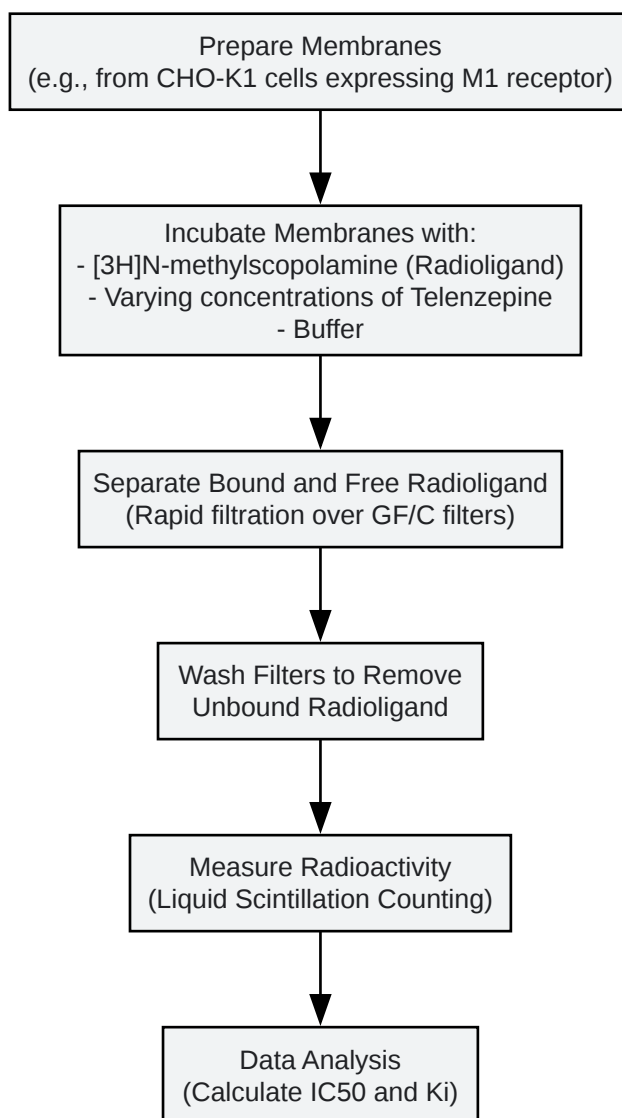 Prepare Membranes
(e.g., from CHO-K1 cells expressing M1 receptor)
Incubate Membranes with:
- [3H]N-methylscopolamine (Radioligand)
- Varying concentrations of Telenzepine
- Buffer
Separate Bound and Free Radioligand
(Rapid filtration over GF/C filters)
Wash Filters to Remove
Unbound Radioligand
Measure Radioactivity
(Liquid Scintillation Counting)
Data Analysis
(Calculate IC50 and Ki)